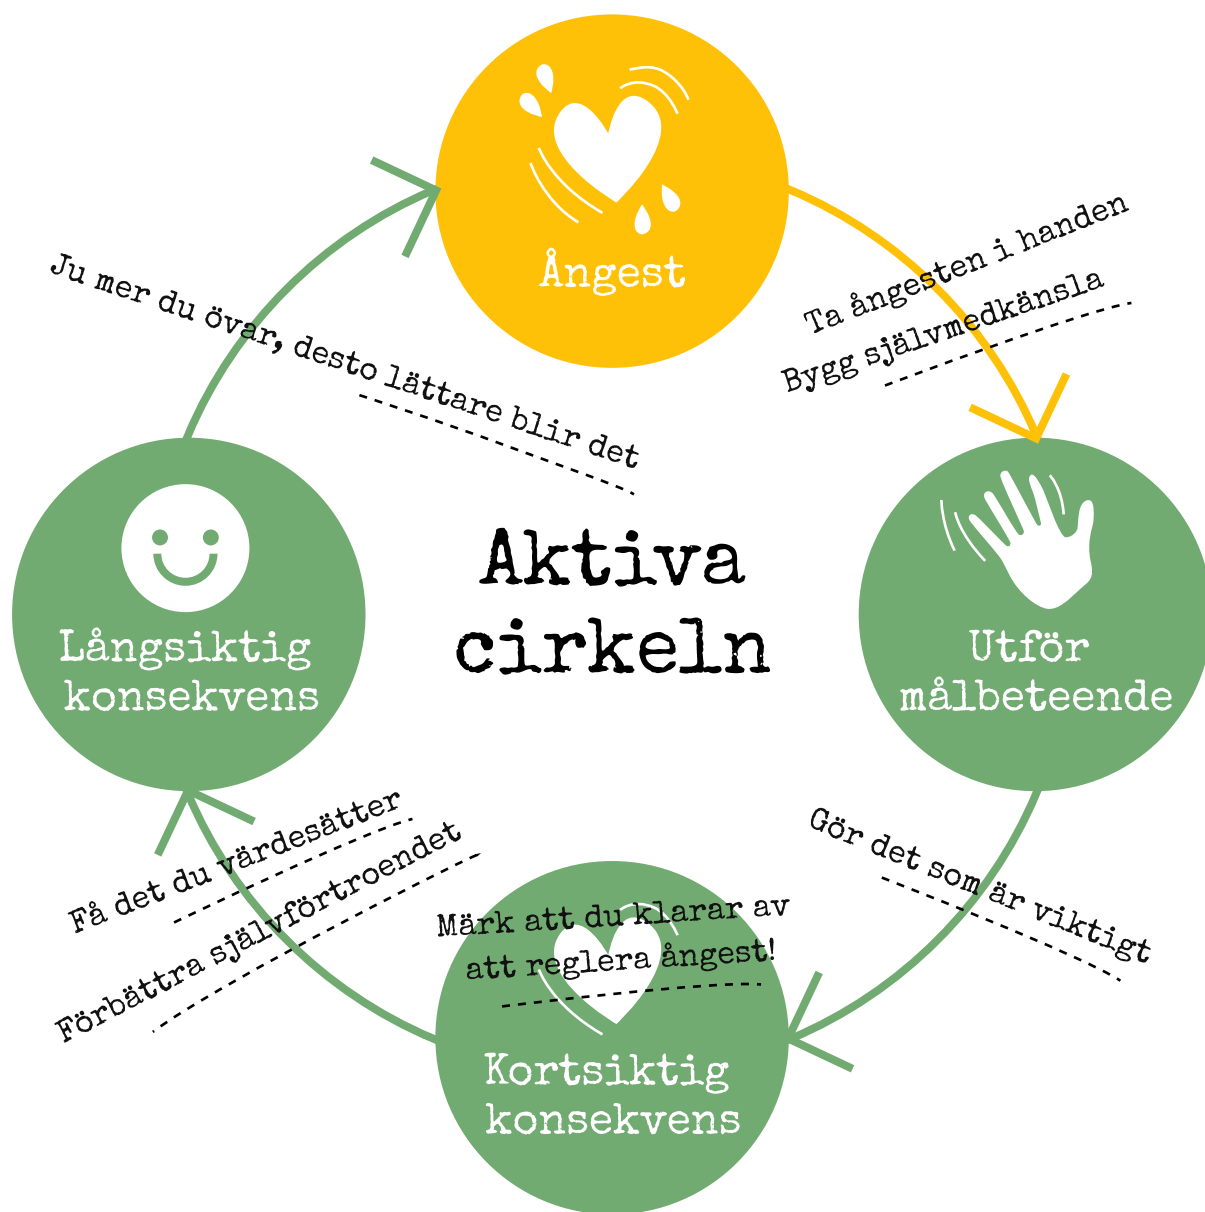 Ångest
Ta ångesten i handen
Bygg självmedkänsla
Ju mer du övar, desto lättare blir det
Aktiva
cirkeln
Långsiktig
konsekvens
Utför
målbeteende
Få det du värdesätter
Förbättra självförtroendet
Gör det som är viktigt
Märk att du klarar av
att reglera ångest!
Kortsiktig
konsekvens